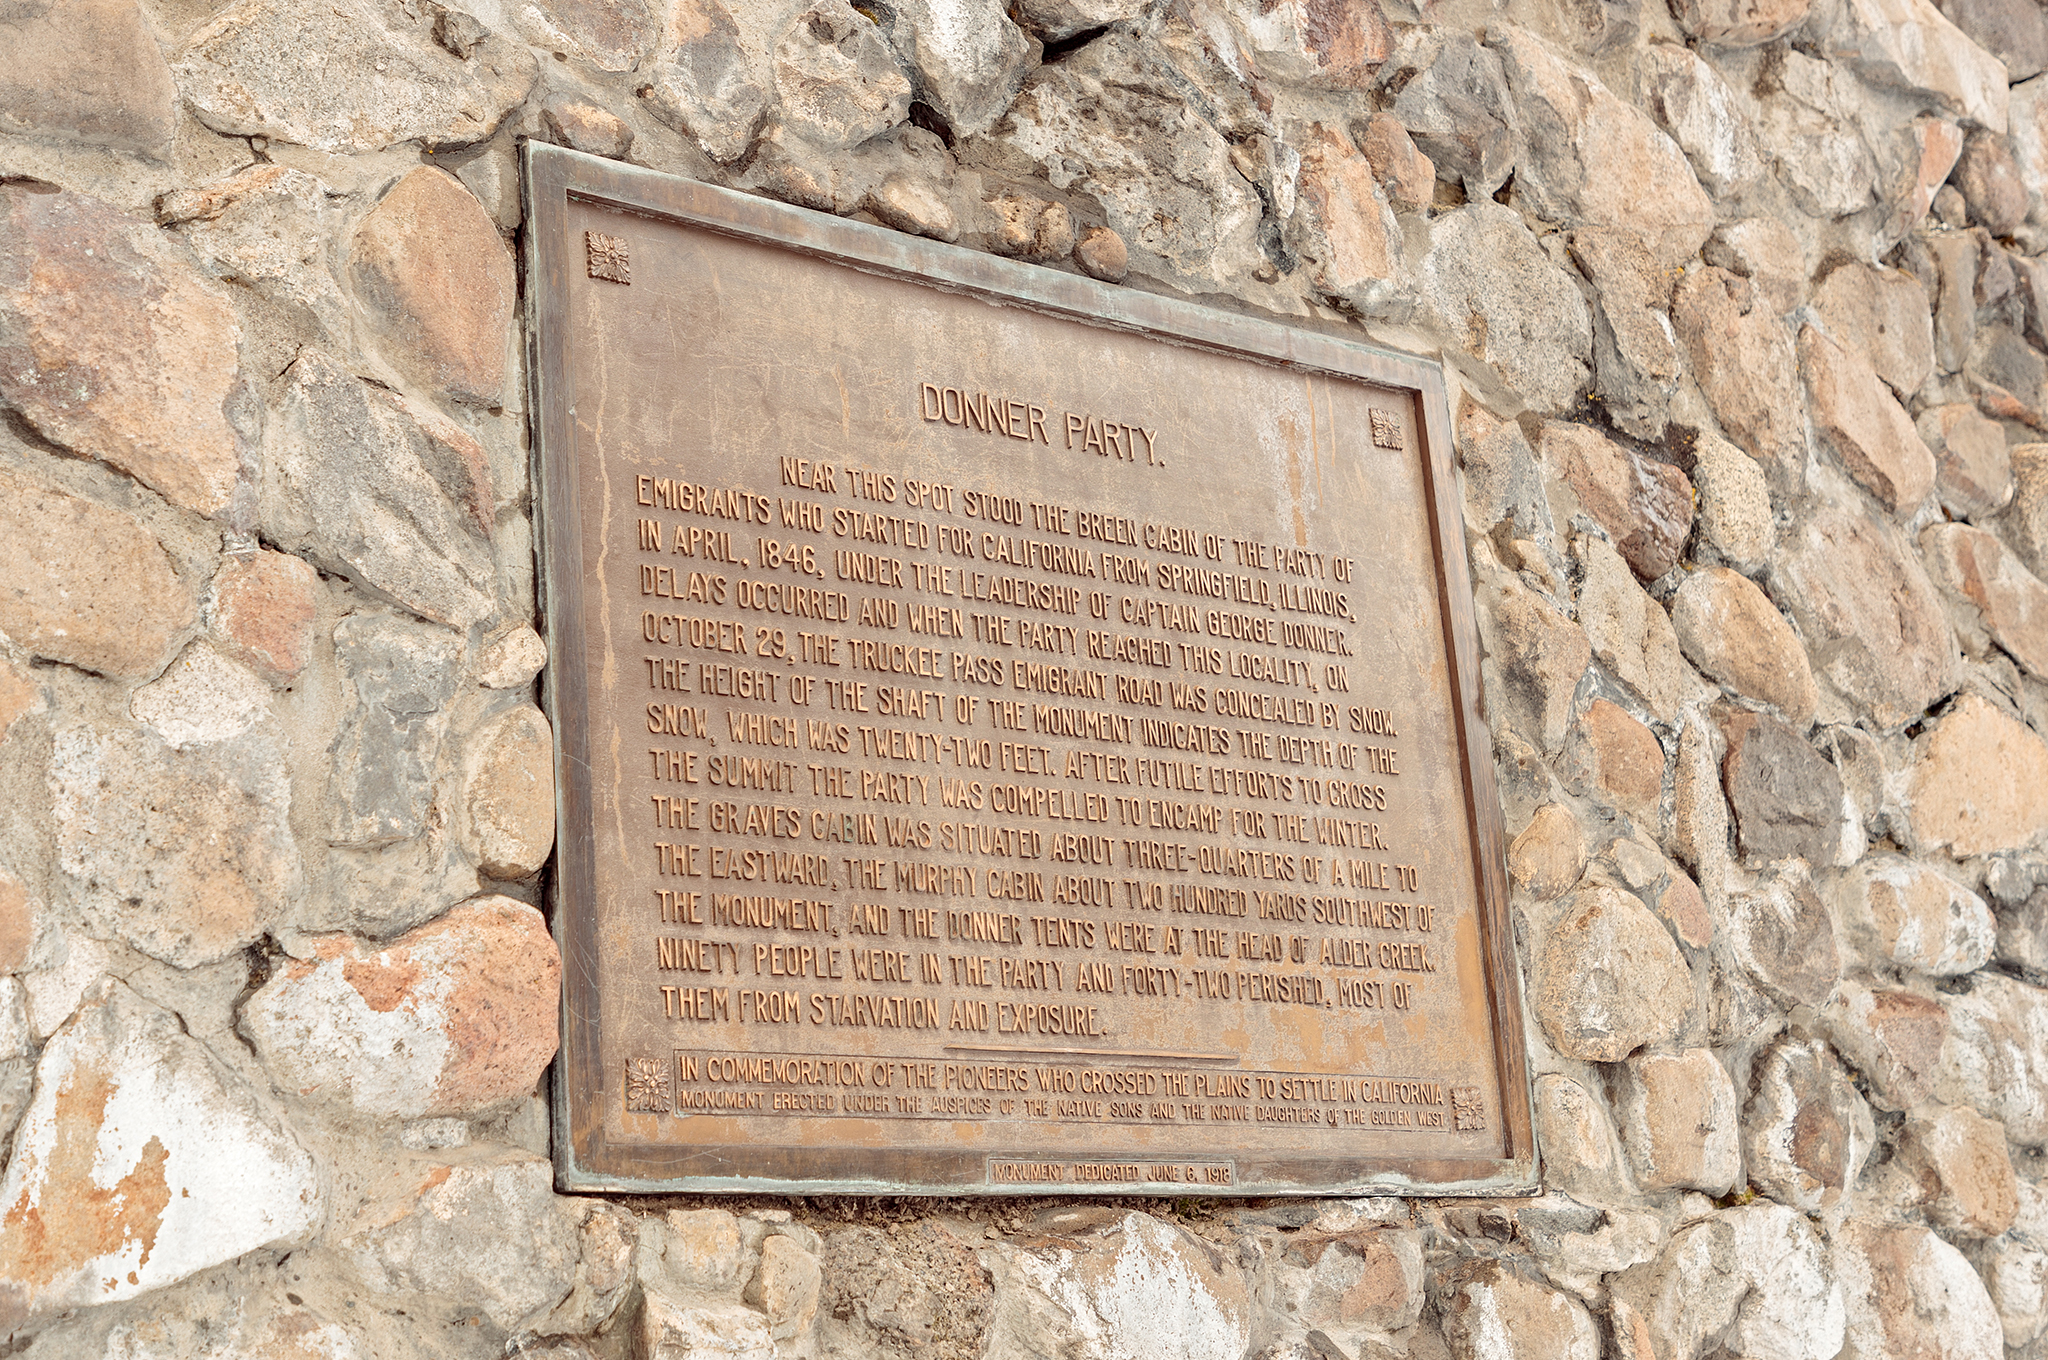 DONNER PARTY.
NEAR THIS SPOT STOOD THE BREEN CABIN OF THE PARTY OF
EMIGRANTS WHO STARTED FOR CALIFORNIA FROM SPRINGFIELD, ILLINOIS,
IN APRIL, 1846, UNDER THE LEADERSHIP OF CAPTAIN GEORGE DONNER.
DELAYS OCCURRED AND WHEN THE PARTY REACHED THIS LOCALITY, ON
OCTOBER 29, THE TRUCKEE PASS EMIGRANT ROAD WAS CONCEALED BY SNOW.
THE HEIGHT OF THE SHAFT OF THE MONUMENT INDICATES THE DEPTH OF THE
SNOW, WHICH WAS TWENTY-TWO FEET. AFTER FUTILE EFFORTS TO CROSS
THE SUMMIT THE PARTY WAS COMPELLED TO ENCAMP FOR THE WINTER.
THE GRAVES CABIN WAS SITUATED ABOUT THREE-QUARTERS OF A MILE TO
THE EASTWARD, THE MURPHY CABIN ABOUT TWO HUNDRED YARDS SOUTHWEST OF
THE MONUMENT, AND THE DONNER TENTS WERE AT THE HEAD OF ALDER CREEK.
NINETY PEOPLE WERE IN THE PARTY AND FORTY-TWO PERISHED, MOST OF
THEM FROM STARVATION AND EXPOSURE.
IN COMMEMORATION OF THE PIONEERS WHO CROSSED THE PLAINS TO SETTLE IN CALIFORNIA
MONUMENT ERECTED UNDER THE AUSPICES OF THE NATIVE SONS AND THE NATIVE DAUGHTERS OF THE GOLDEN WEST
MONUMENT DEDICATED JUNE 6, 1918